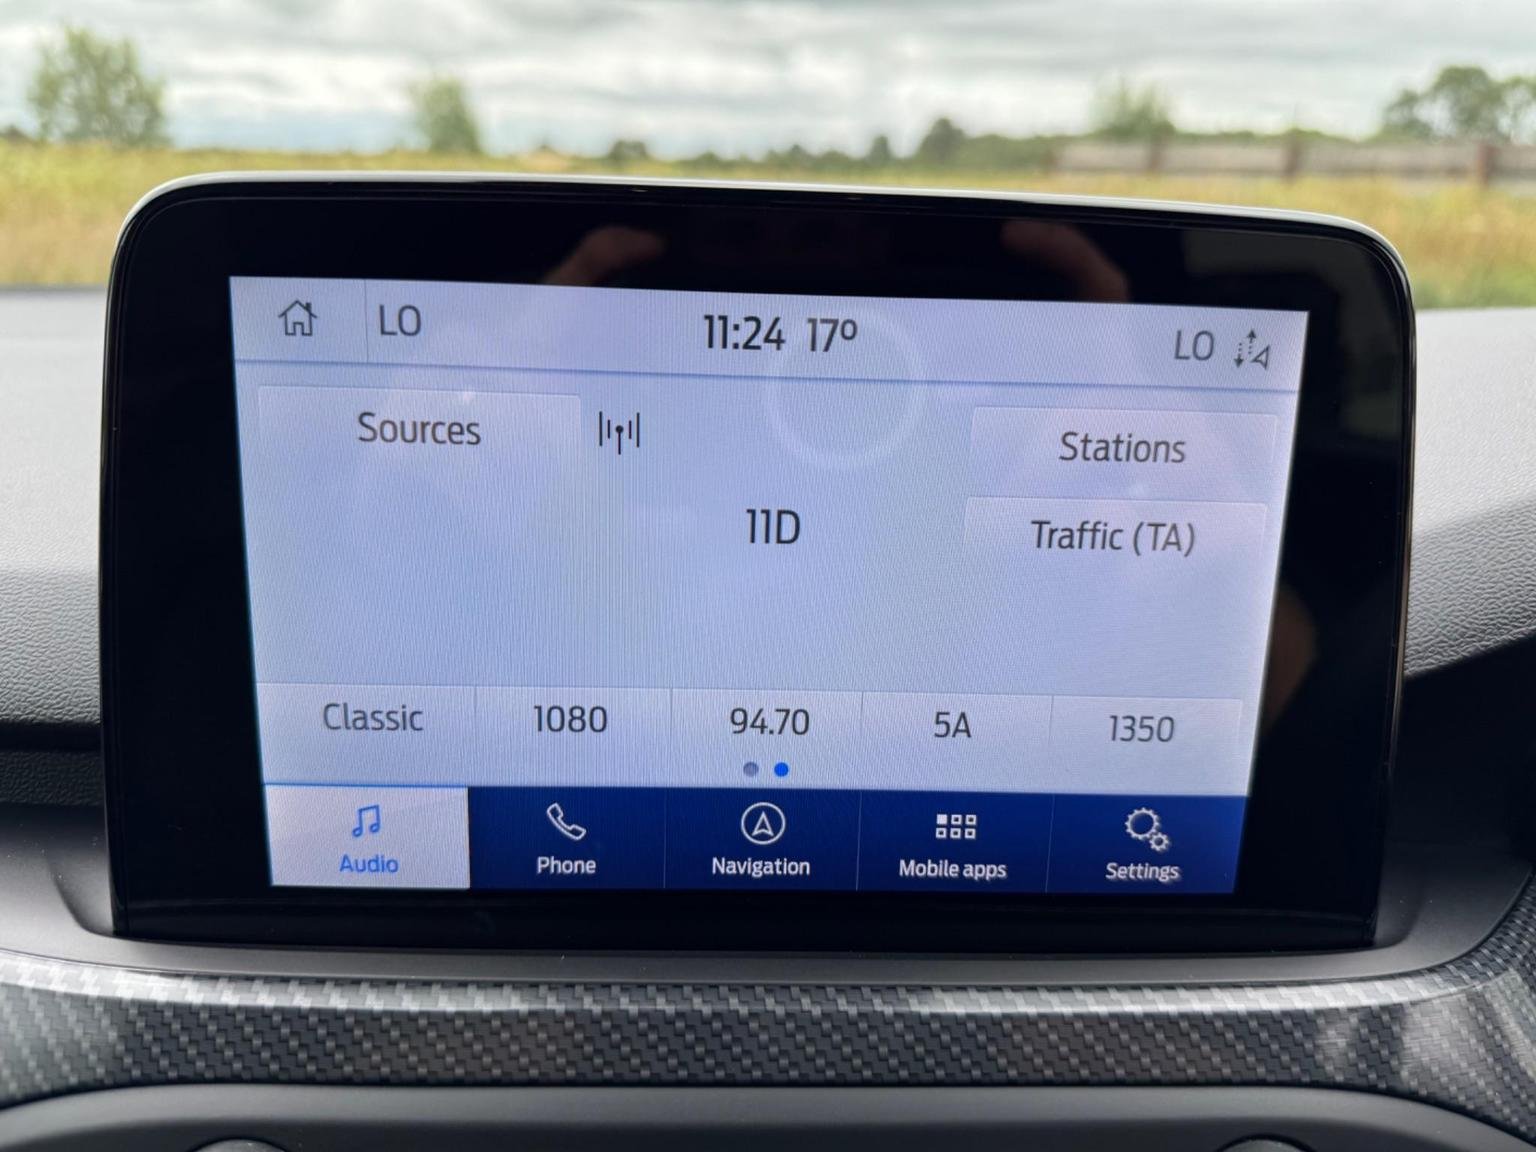 LO 11:24 17º LO
Sources
Stations
11D
Traffic (TA)
Classic 1080 94.70 5A 1350
Audio Phone Navigation Mobile apps Settings